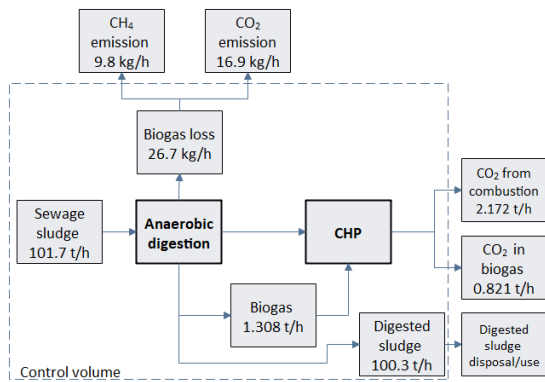 CH₄
emission
9.8 kg/h
CO₂
emission
16.9 kg/h
Biogas loss
26.7 kg/h
Sewage
sludge
101.7 t/h
Anaerobic
digestion
CHP
CO₂ from
combustion
2.172 t/h
CO₂ in
biogas
0.821 t/h
Biogas
1.308 t/h
Digested
sludge
100.3 t/h
Digested
sludge
disposal/use
Control volume